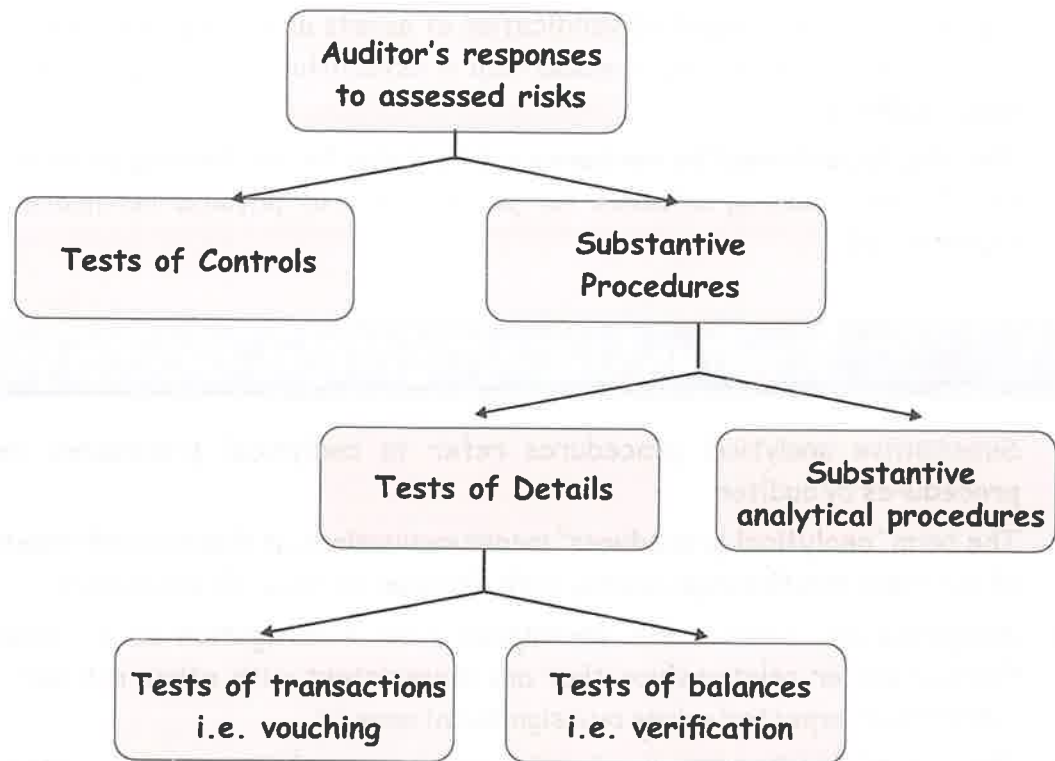 Auditor's responses
to assessed risks
Tests of Controls
Substantive
Procedures
Tests of Details
Substantive
analytical procedures
Tests of transactions
i.e. vouching
Tests of balances
i.e. verification